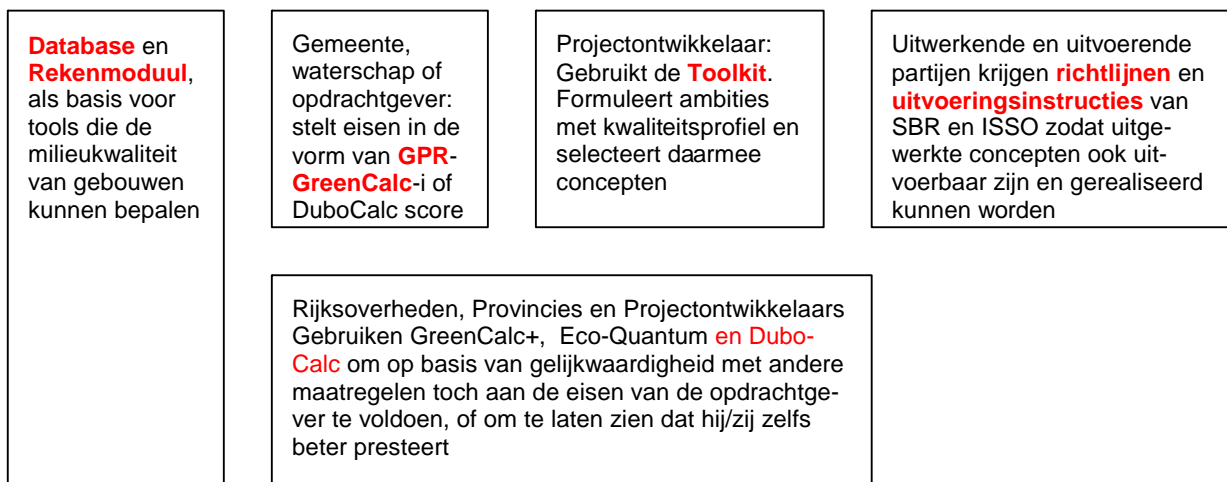 Database en
Rekenmoduul,
als basis voor
tools die de
milieukwaliteit
van gebouwen
kunnen bepalen
Gemeente,
waterschap of
opdrachtgever:
stelt eisen in de
vorm van GPR-
GreenCalc-i of
DuboCalc score
Projectontwikkelaar:
Gebruikt de Toolkit.
Formuleert ambities
met kwaliteitsprofiel en
selecteert daarmee
concepten
Uitwerkende en uitvoerende
partijen krijgen richtlijnen en
uitvoeringsinstructies van
SBR en ISSO zodat uitge-
werkte concepten ook uit-
voerbaar zijn en gerealiseerd
kunnen worden
Rijksoverheden, Provincies en Projectontwikkelaars
Gebruiken GreenCalc+, Eco-Quantum en Dubo-
Calc om op basis van gelijkwaardigheid met andere
maatregelen toch aan de eisen van de opdrachtge-
ver te voldoen, of om te laten zien dat hij/zij zelfs
beter presteert